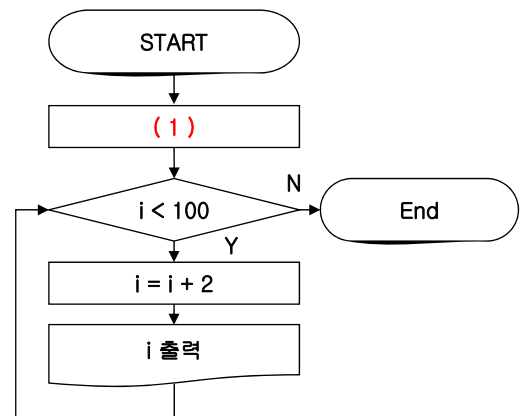 START
( 1 )
i < 100
N
End
Y
i = i + 2
i 출력